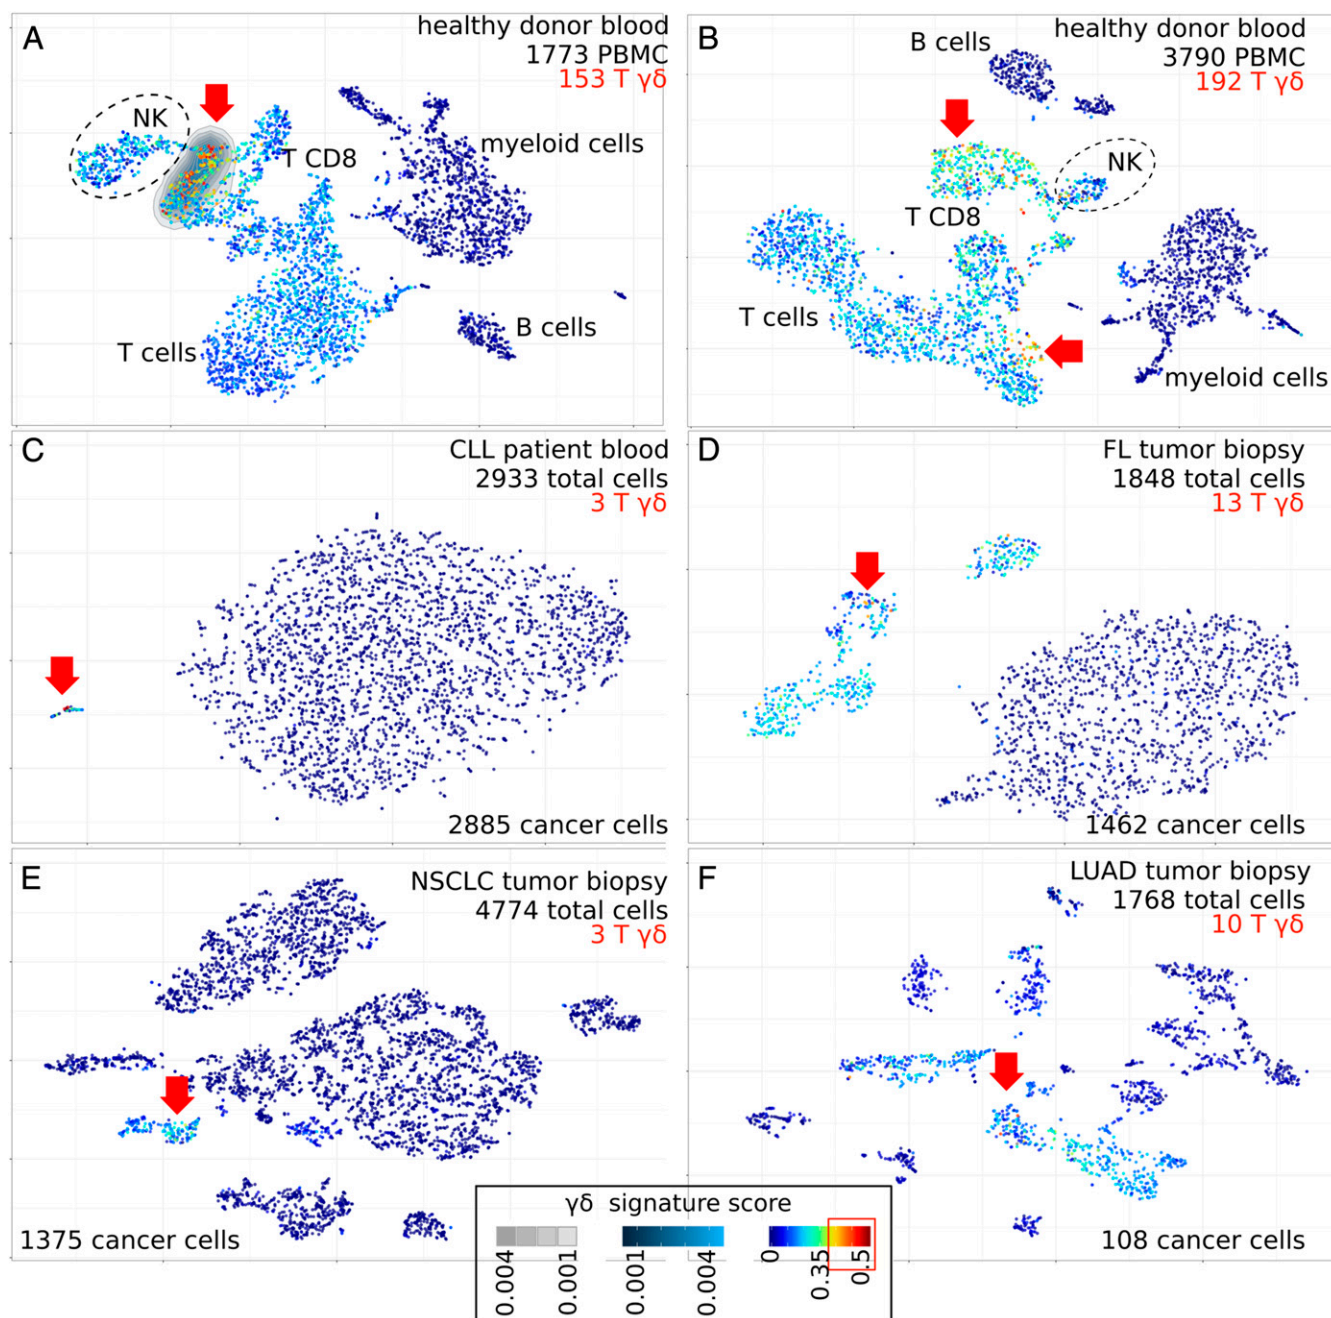 A
healthy donor blood
1773 PBMC
153 T γδ
NK
T CD8
myeloid cells
T cells
B cells
B
healthy donor blood
3790 PBMC
192 T γδ
B cells
NK
T CD8
T cells
myeloid cells
C
CLL patient blood
2933 total cells
3 T γδ
2885 cancer cells
D
FL tumor biopsy
1848 total cells
13 T γδ
1462 cancer cells
E
NSCLC tumor biopsy
4774 total cells
3 T γδ
1375 cancer cells
F
LUAD tumor biopsy
1768 total cells
10 T γδ
108 cancer cells
γδ signature score
0.004
0.001
0.001
0.004
0
0.35
0.5